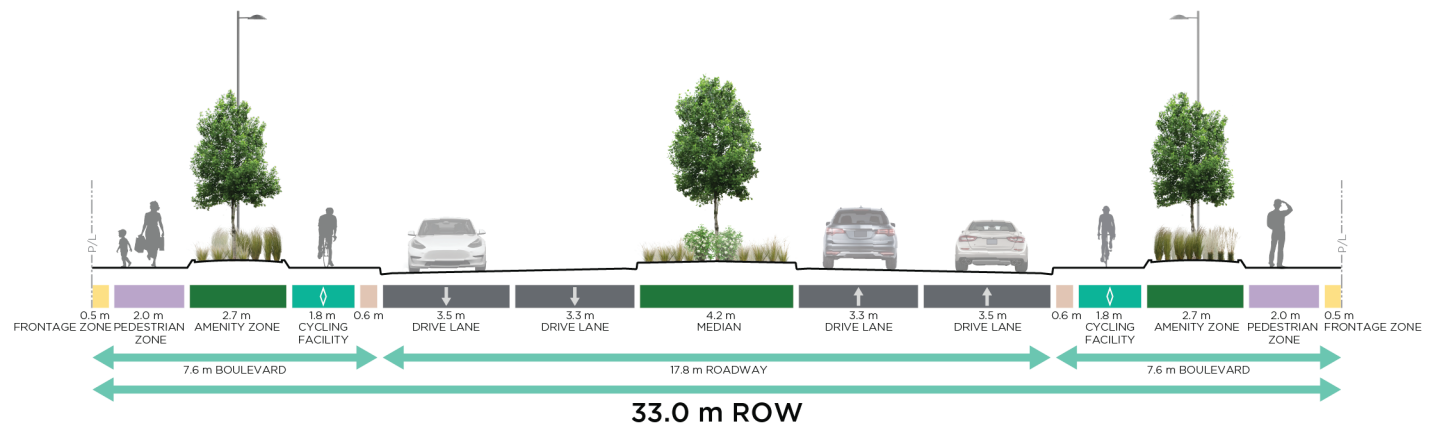 P/L
P/L
0.5 m
FRONTAGE ZONE
2.0 m
PEDESTRIAN
ZONE
2.7 m
AMENITY ZONE
1.8 m
CYCLING
FACILITY
0.6 m
3.5 m
DRIVE LANE
3.3 m
DRIVE LANE
4.2 m
MEDIAN
3.3 m
DRIVE LANE
3.5 m
DRIVE LANE
0.6 m
1.8 m
CYCLING
FACILITY
2.7 m
AMENITY ZONE
2.0 m
PEDESTRIAN
ZONE
0.5 m
FRONTAGE ZONE
7.6 m BOULEVARD
17.8 m ROADWAY
7.6 m BOULEVARD
33.0 m ROW